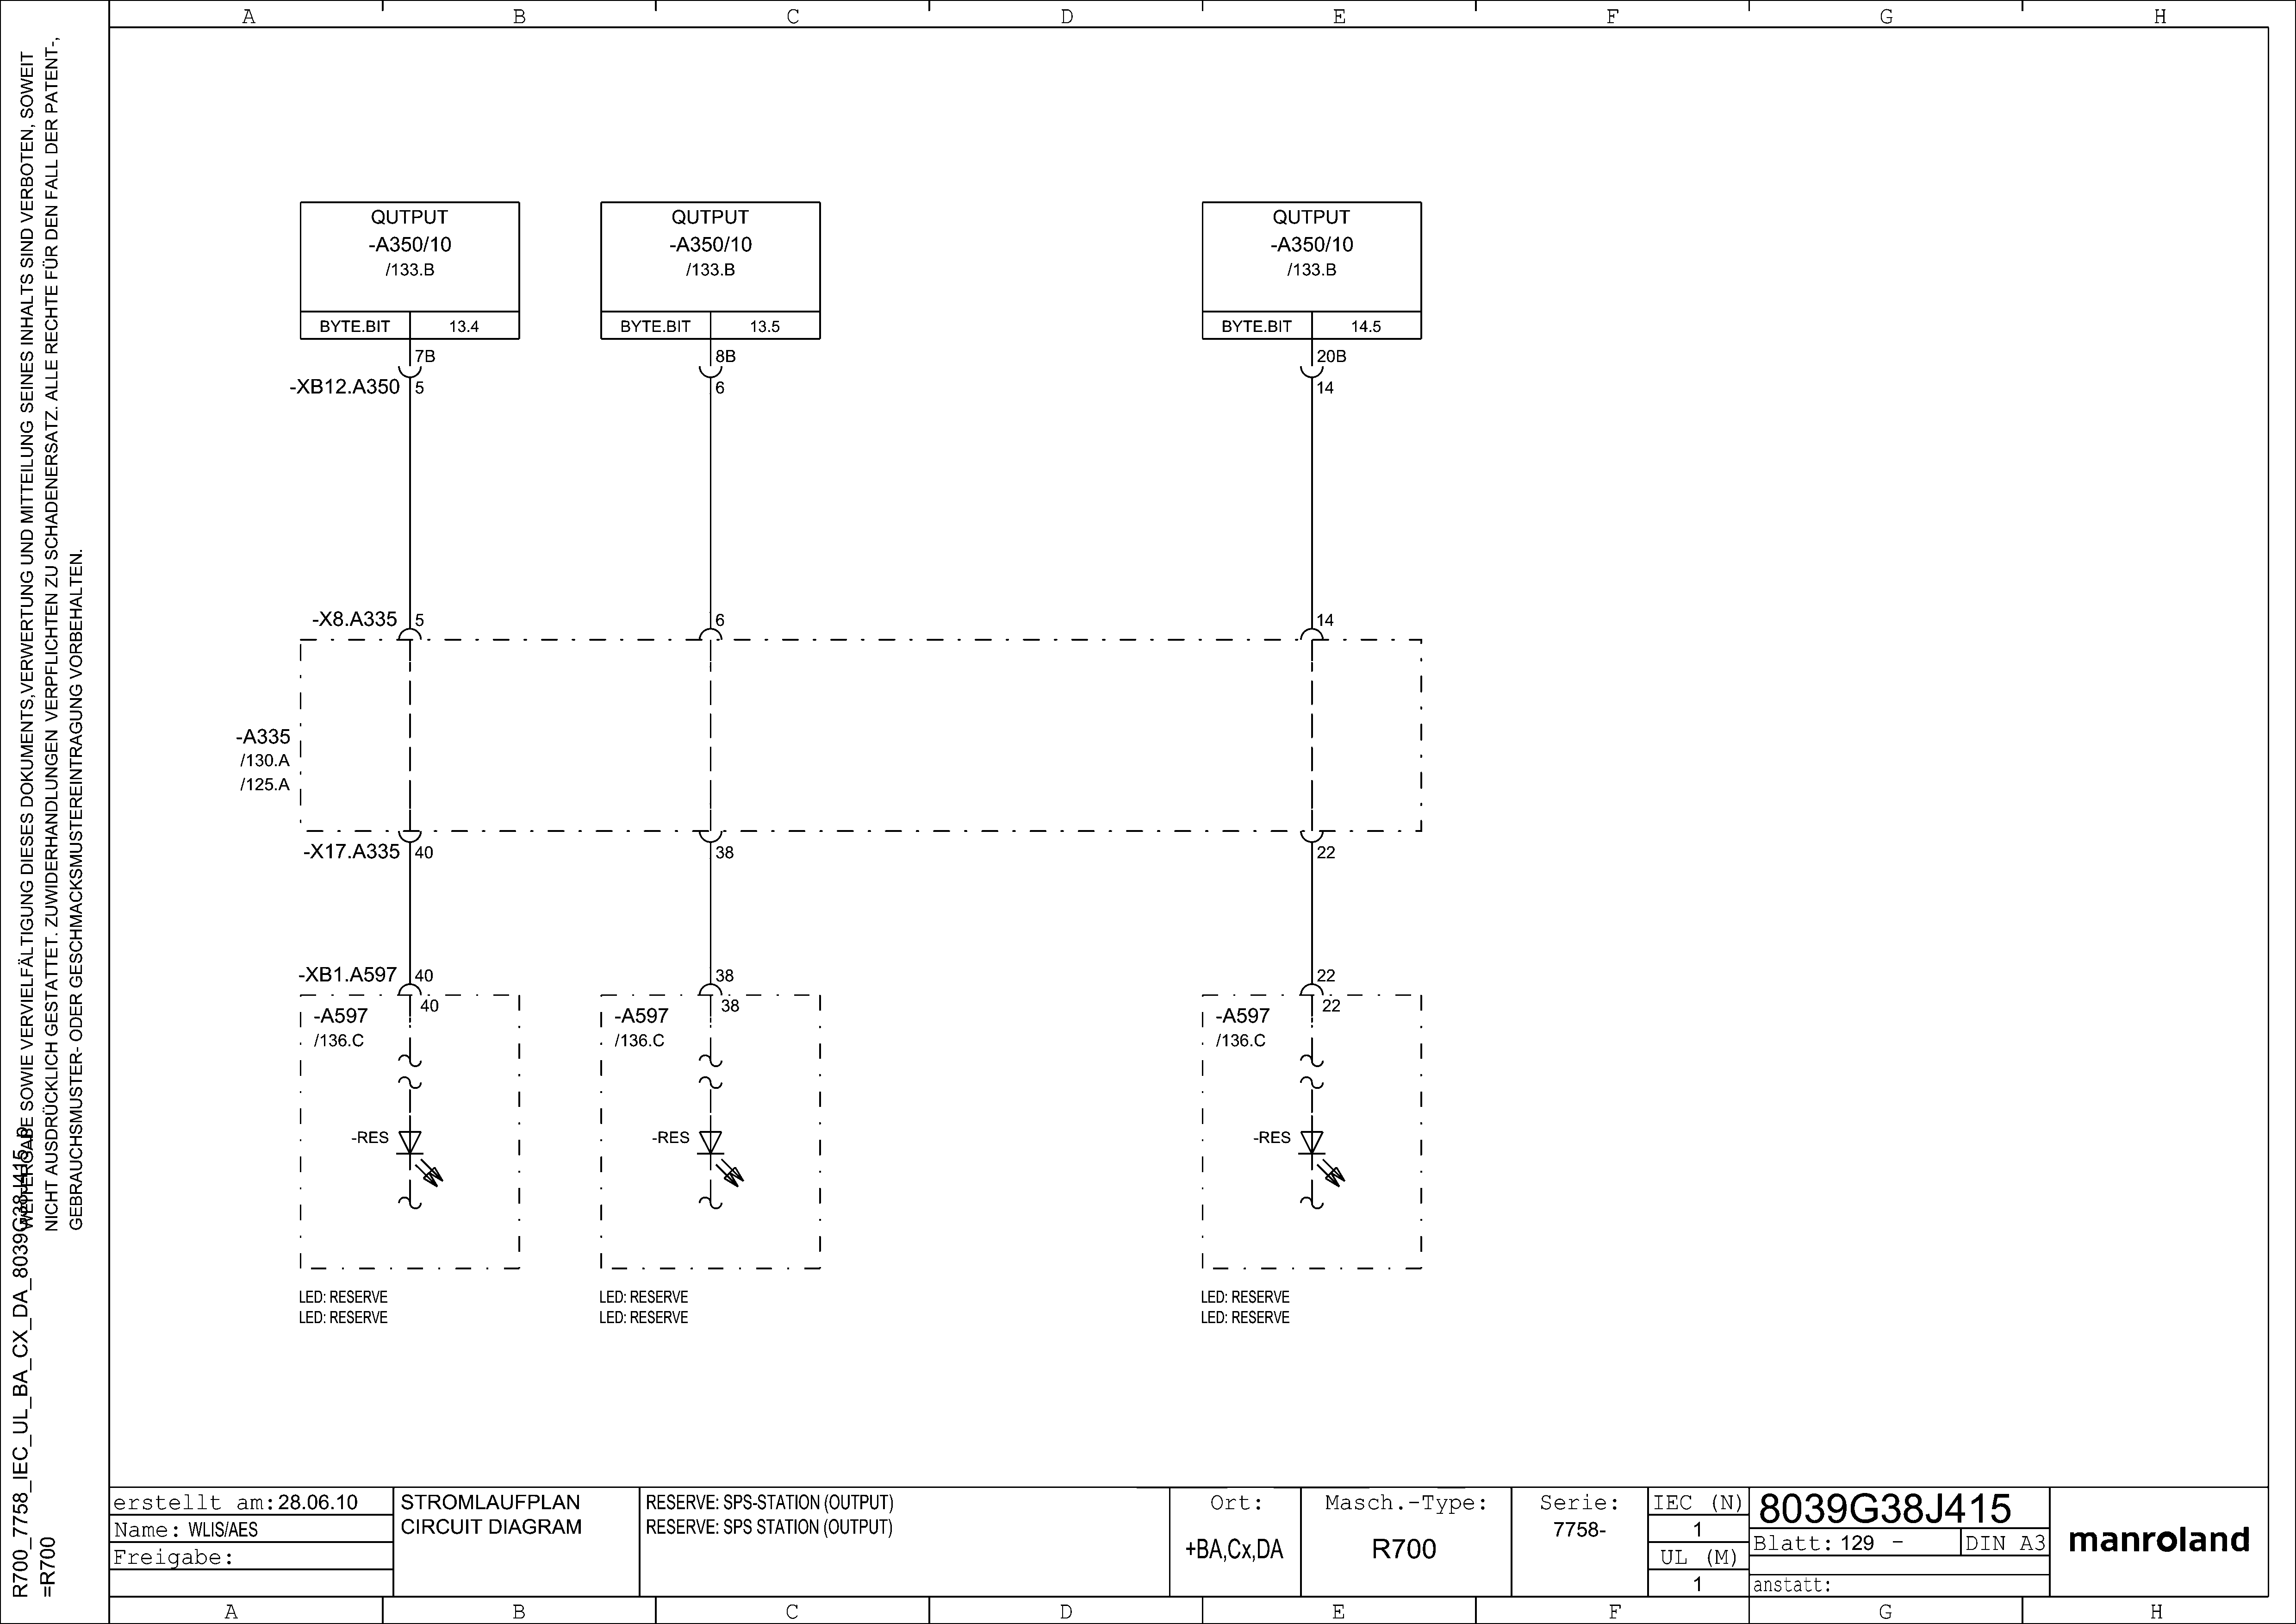 A B C D E F G H
WEITERGABE SOWIE VERVIELFÄLTIGUNG DIESES DOKUMENTS,VERWERTUNG UND MITTEILUNG SEINES INHALTS SIND VERBOTEN, SOWEIT
NICHT AUSDRÜCKLICH GESTATTET. ZUWIDERHANDLUNGEN VERPFLICHTEN ZU SCHADENERSATZ. ALLE RECHTE FÜR DEN FALL DER PATENT-,
GEBRAUCHSMUSTER- ODER GESCHMACKSMUSTEREINTRAGUNG VORBEHALTEN.
R700_7758_IEC_UL_BA_CX_DA_8039G38J415_D
=R700
QUTPUT QUTPUT QUTPUT
-A350/10 -A350/10 -A350/10
/133.B /133.B /133.B
BYTE.BIT 13.4 BYTE.BIT 13.5 BYTE.BIT 14.5
7B 8B 20B
-XB12.A350 5 6 14
-X8.A335 5 6 14
-A335
/130.A
/125.A
-X17.A335 40 38 22
-XB1.A597 40 38 22
40 38 22
-A597 -A597 -A597
/136.C /136.C /136.C
-RES -RES -RES
LED: RESERVE LED: RESERVE LED: RESERVE
LED: RESERVE LED: RESERVE LED: RESERVE
erstellt am: 28.06.10
Name: WLIS/AES
Freigabe:
STROMLAUFPLAN
CIRCUIT DIAGRAM
RESERVE: SPS-STATION (OUTPUT)
RESERVE: SPS STATION (OUTPUT)
Ort:
+BA,Cx,DA
Masch.-Type:
R700
Serie:
7758-
IEC (N)
1
UL (M)
1
8039G38J415
Blatt: 129 - DIN A3
anstatt:
manroland
A B C D E F G H